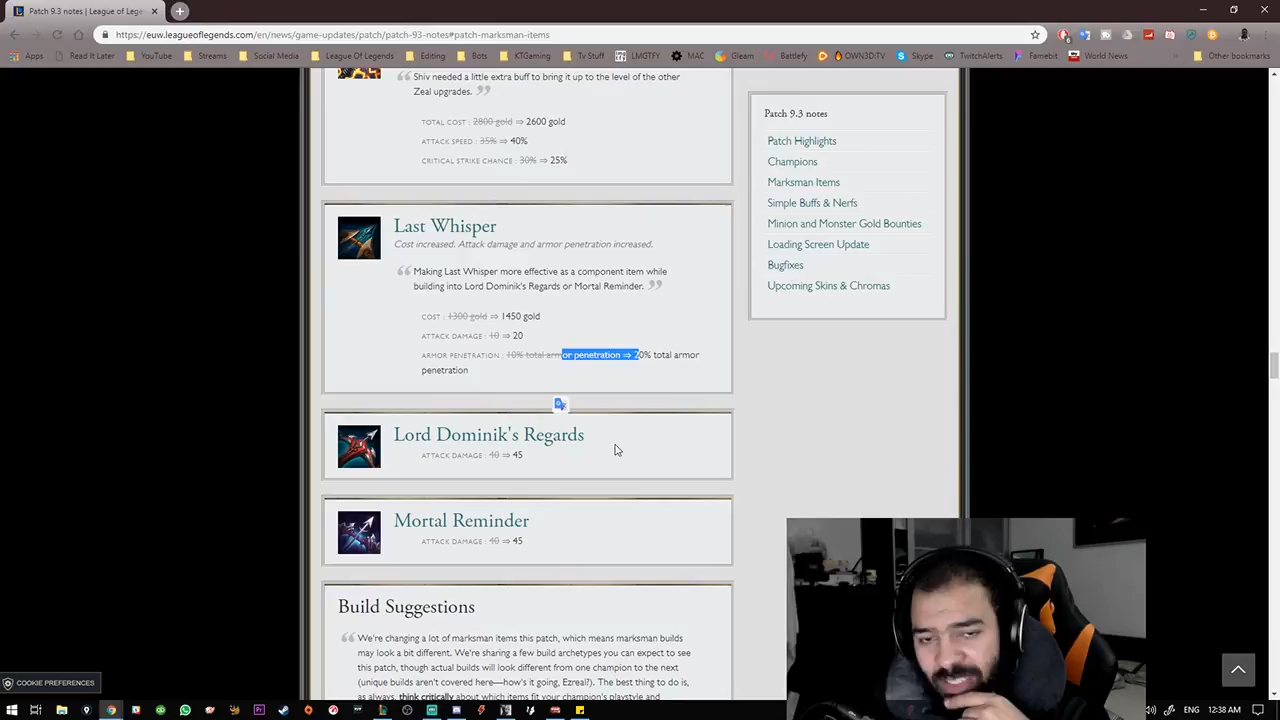 Patch 9.3 notes | League of Leg
https://euw.leagueoflegends.com/en/news/game-updates/patch/patch-93-notes#patch-marksman-items
Apps Read It Later YouTube Streams Social Media League Of Legends Editing Bots KTGaming Tv Stuff LMGTFY MAC Gleam Battlefy OWN3D.TV Skype TwitchAlerts Famebit World News Other bookmarks
Shiv needed a little extra buff to bring it up to the level of the other
Zeal upgrades.
TOTAL COST : 2800 gold ⇒ 2600 gold
ATTACK SPEED : 35% ⇒ 40%
CRITICAL STRIKE CHANCE : 30% ⇒ 25%
Last Whisper
Cost increased. Attack damage and armor penetration increased.
Making Last Whisper more effective as a component item while
building into Lord Dominik's Regards or Mortal Reminder.
COST : 1300 gold ⇒ 1450 gold
ATTACK DAMAGE : 10 ⇒ 20
ARMOR PENETRATION : 10% total armor penetration ⇒ 20% total armor
penetration
Lord Dominik's Regards
ATTACK DAMAGE : 40 ⇒ 45
Mortal Reminder
ATTACK DAMAGE : 40 ⇒ 45
Build Suggestions
We're changing a lot of marksman items this patch, which means marksman builds
may look a bit different. We're sharing a few build archetypes you can expect to see
this patch, though actual builds will look different from one champion to the next
(unique builds aren't covered here—how's it going, Ezreal?). The best thing to do is,
as always, think critically about which items fit your champion's playstyle and
Patch 9.3 notes
Patch Highlights
Champions
Marksman Items
Simple Buffs & Nerfs
Minion and Monster Gold Bounties
Loading Screen Update
Bugfixes
Upcoming Skins & Chromas
COOKIE PREFERENCES
ENG 12:38 AM